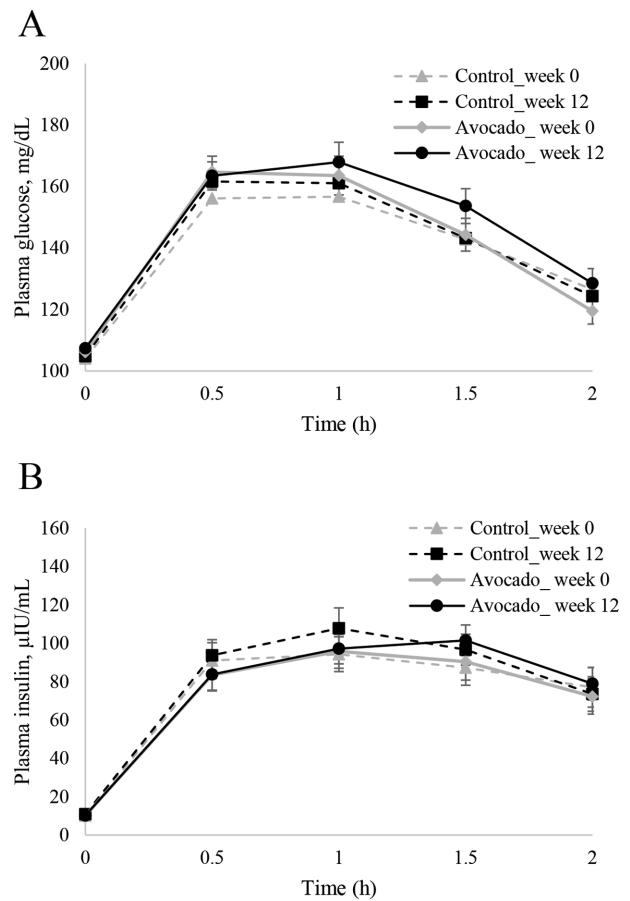 A
200
180
160
140
120
100
Plasma glucose, mg/dL
Control_week 0
Control_week 12
Avocado_ week 0
Avocado_ week 12
0 0.5 1 1.5 2
Time (h)
B
160
140
120
100
80
60
40
20
0
Plasma insulin, µIU/mL
Control_week 0
Control_week 12
Avocado_ week 0
Avocado_ week 12
0 0.5 1 1.5 2
Time (h)